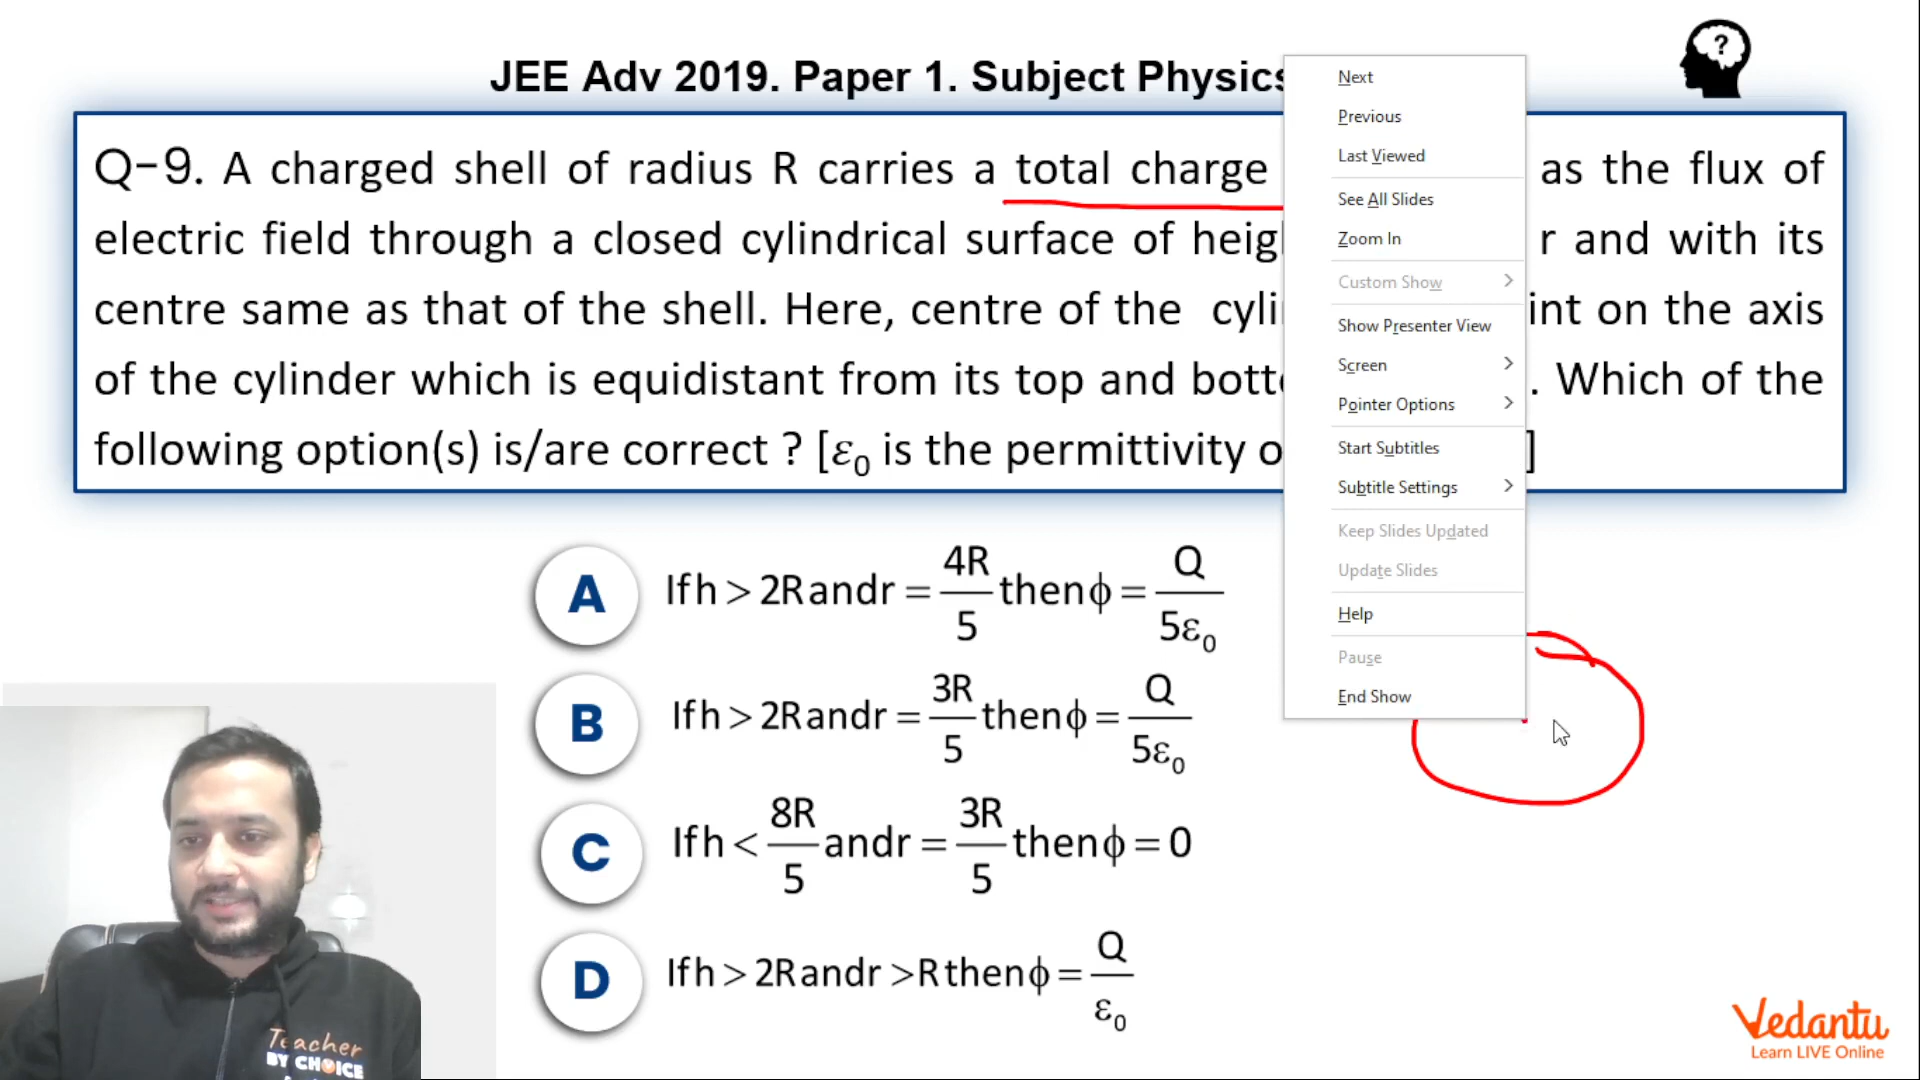 JEE Adv 2019. Paper 1. Subject Physics
Q-9. A charged shell of radius R carries a total charge as the flux of
electric field through a closed cylindrical surface of heig r and with its
centre same as that of the shell. Here, centre of the cyli int on the axis
of the cylinder which is equidistant from its top and bott . Which of the
following option(s) is/are correct ? [ε₀ is the permittivity o ]
Next
Previous
Last Viewed
See All Slides
Zoom In
Custom Show
Show Presenter View
Screen
Pointer Options
Start Subtitles
Subtitle Settings
Keep Slides Updated
Update Slides
Help
Pause
End Show
A If h > 2R and r = 4R/5 then ϕ = Q/5ε₀
B If h > 2R and r = 3R/5 then ϕ = Q/5ε₀
C If h < 8R/5 and r = 3R/5 then ϕ = 0
D If h > 2R and r > R then ϕ = Q/ε₀
?
Teacher
BY CHOICE
Vedantu
Learn LIVE Online